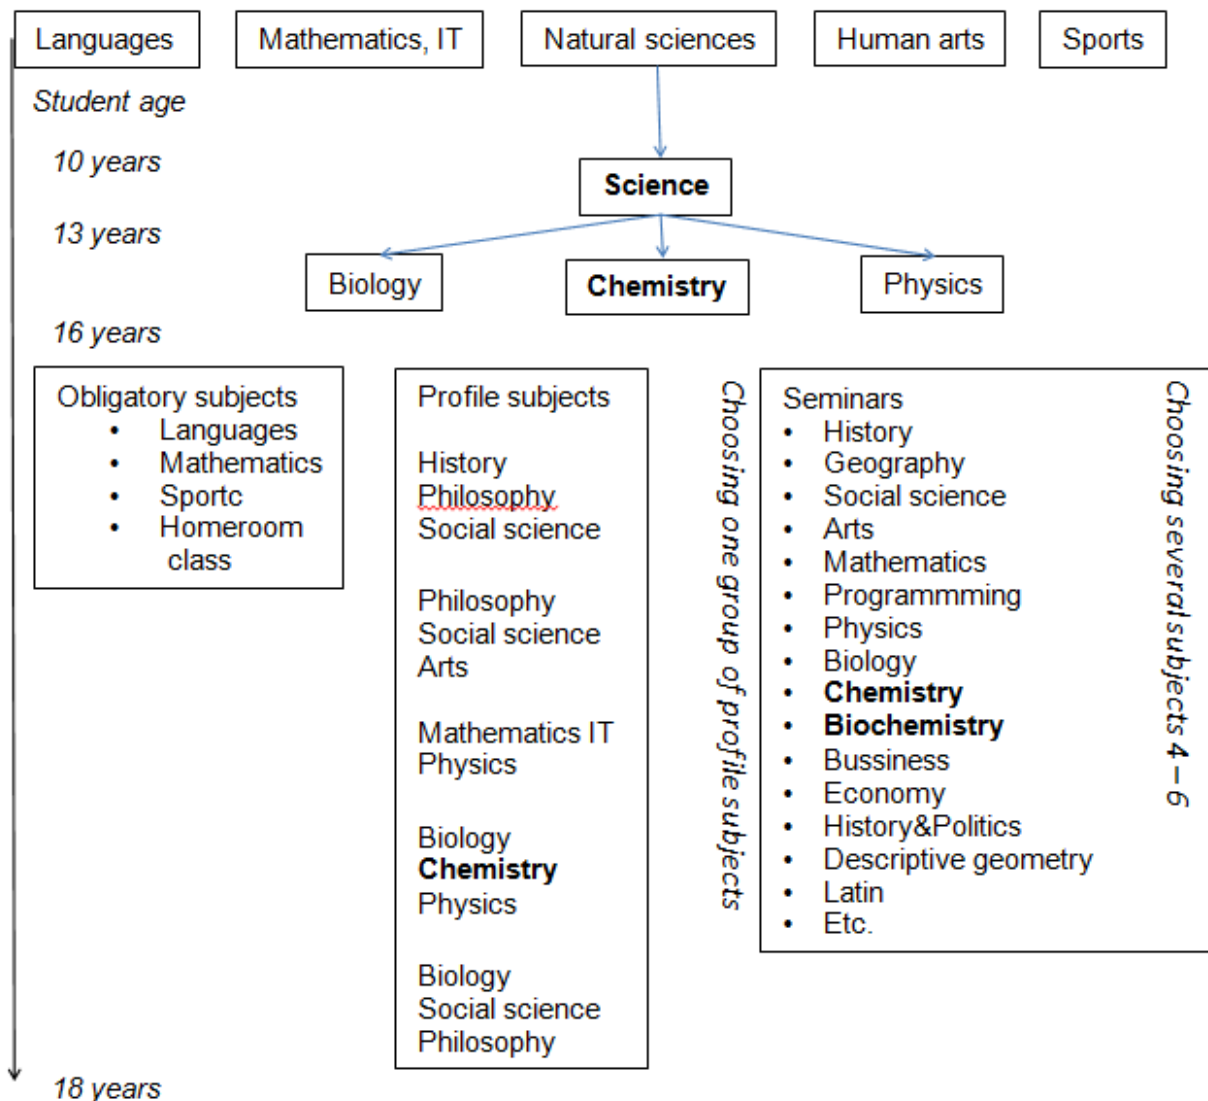 Languages
Mathematics, IT
Natural sciences
Human arts
Sports
Student age
10 years
Science
13 years
Biology
Chemistry
Physics
16 years
Obligatory subjects
• Languages
• Mathematics
• Sportc
• Homeroom
class
Profile subjects
History
Philosophy
Social science
Philosophy
Social science
Arts
Mathematics IT
Physics
Biology
Chemistry
Physics
Biology
Social science
Philosophy
Choosing one group of profile subjects
Seminars
• History
• Geography
• Social science
• Arts
• Mathematics
• Programmming
• Physics
• Biology
• Chemistry
• Biochemistry
• Bussiness
• Economy
• History&Politics
• Descriptive geometry
• Latin
• Etc.
Choosing several subjects 4 – 6
18 years